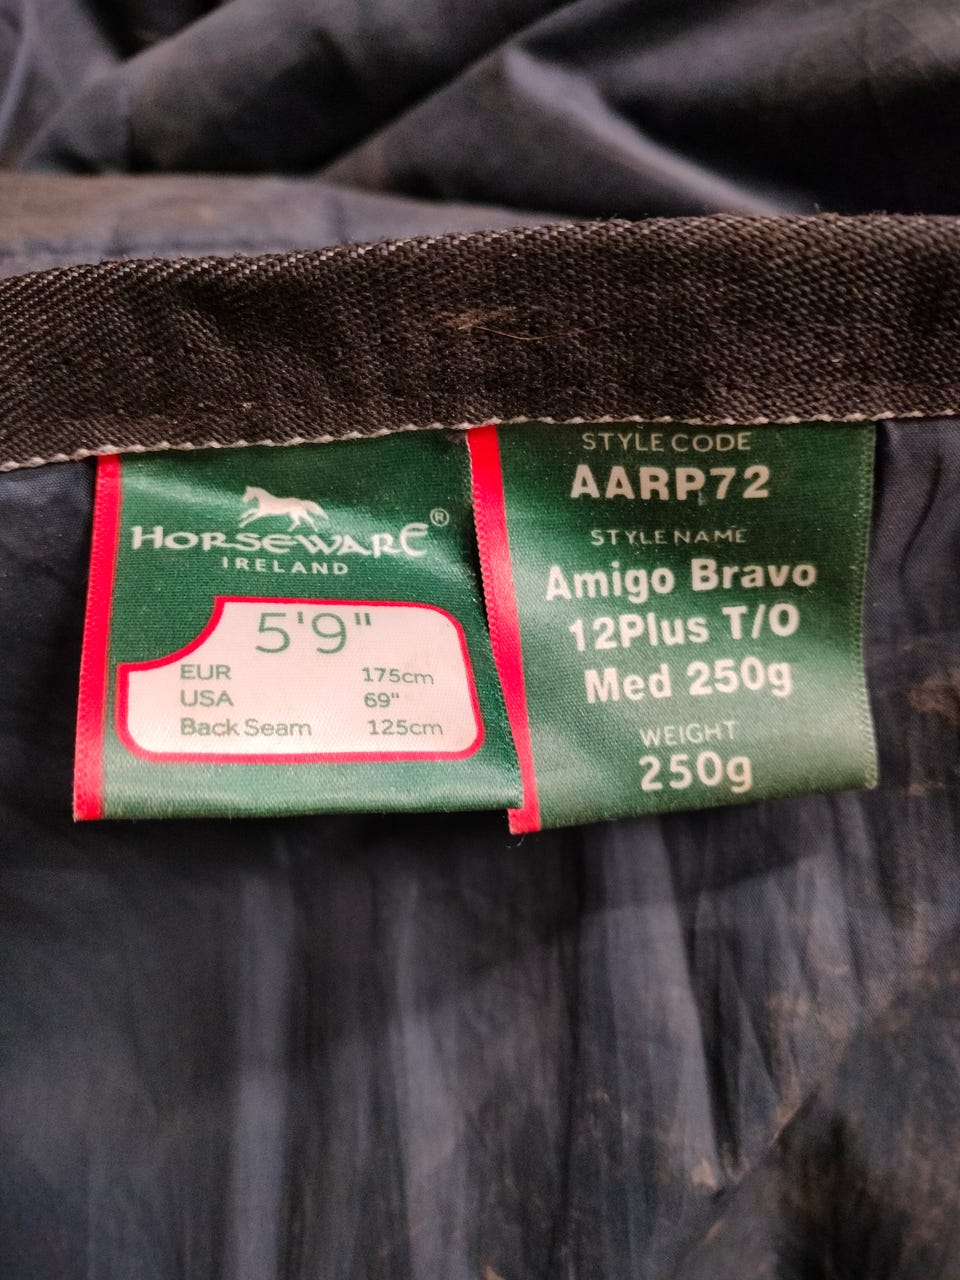 HORSEWARE®
IRELAND
5'9"
EUR 175cm
USA 69"
Back Seam 125cm
STYLE CODE
AARP72
STYLE NAME
Amigo Bravo
12Plus T/O
Med 250g
WEIGHT
250g